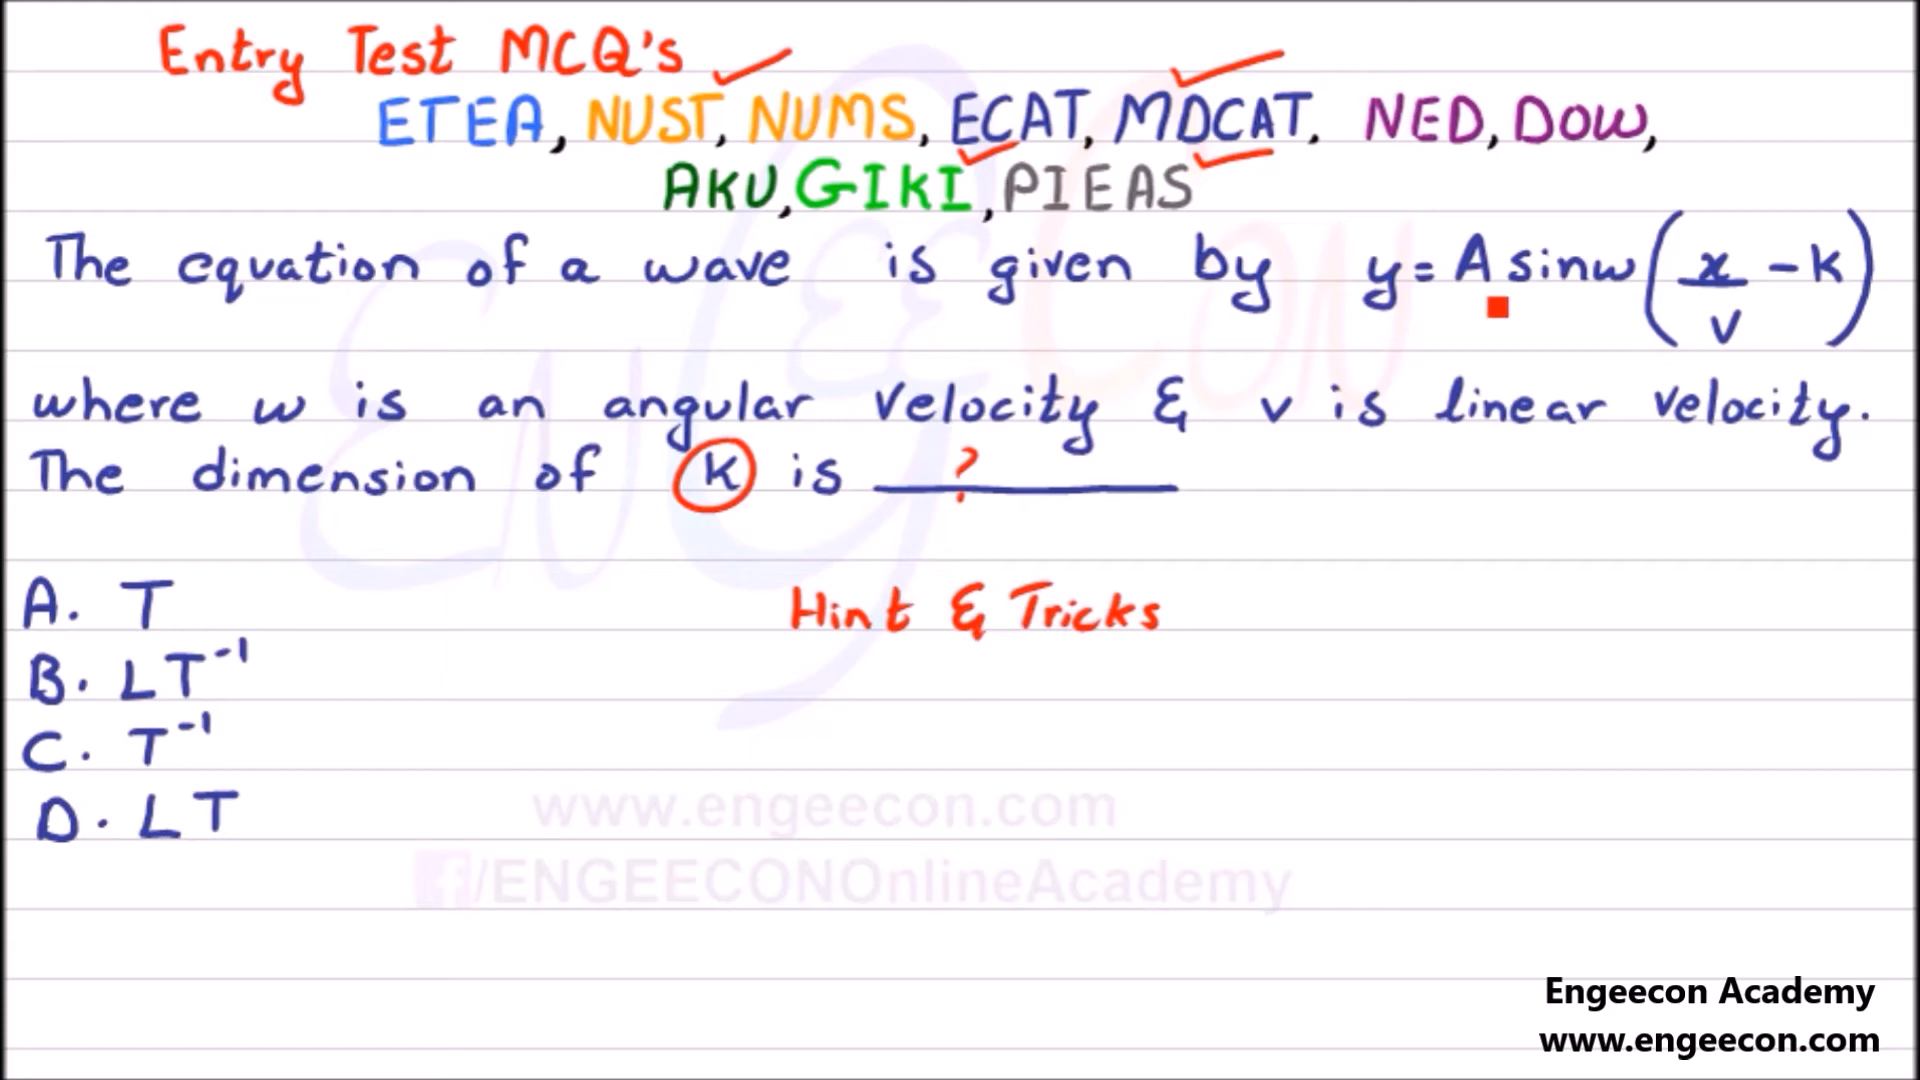 Entry Test MCQ's
ETEA, NUST, NUMS, ECAT, MDCAT. NED, DOW,
AKU, GIKI, PIEAS
The equation of a wave is given by y = A sinw(x/v - k)
where w is an angular velocity & v is linear velocity.
The dimension of k is ?
A. T
B. LT⁻¹
C. T⁻¹
D. LT
Hint & Tricks
EnGeeCon
www.engeecon.com
f/ENGEECONOnlineAcademy
Engeecon Academy
www.engeecon.com